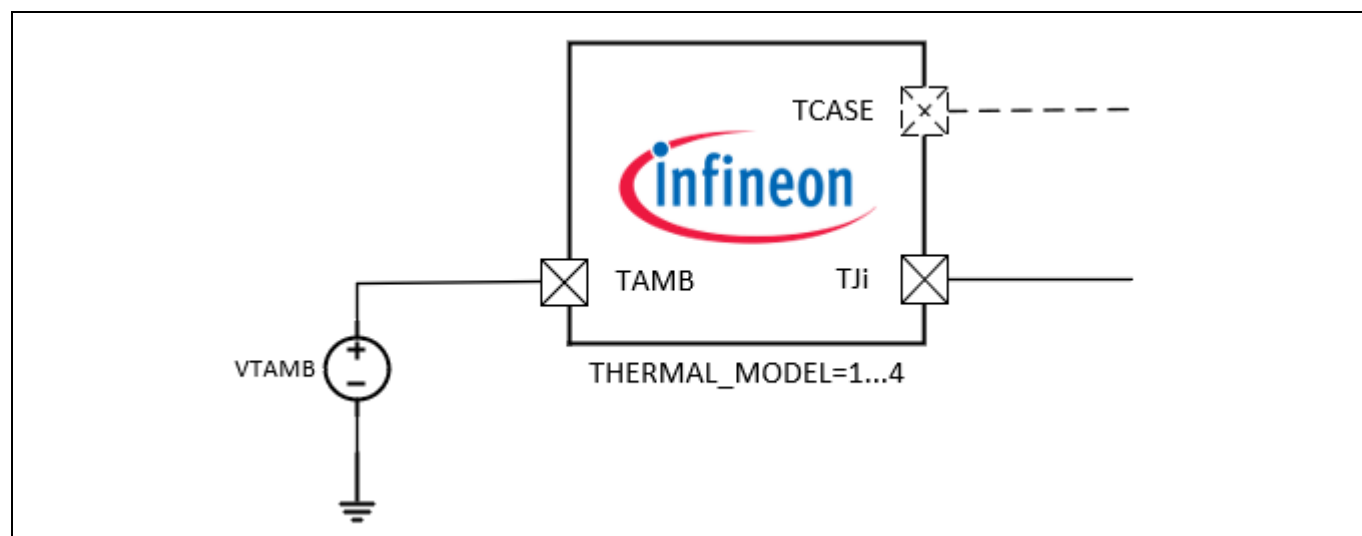 TCASE
infineon
TAMB
TJi
VTAMB
THERMAL_MODEL=1...4